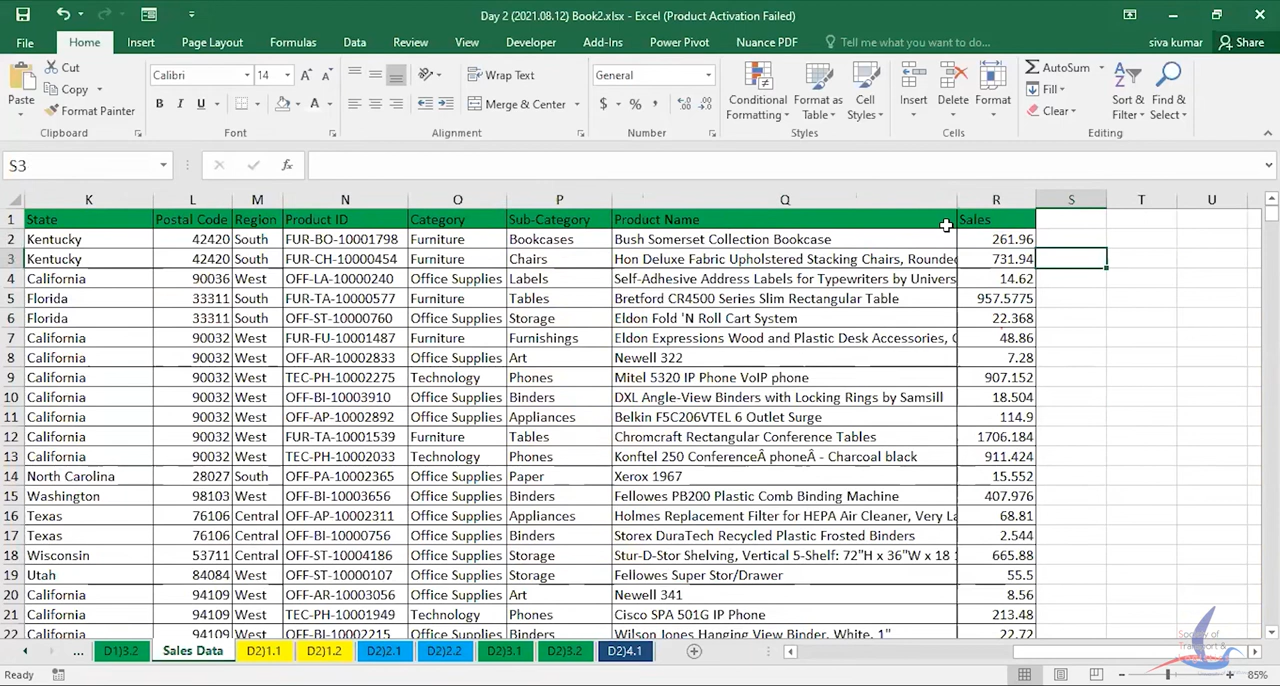 Day 2 (2021.08.12) Book2.xlsx - Excel (Product Activation Failed)
File Home Insert Page Layout Formulas Data Review View Developer Add-Ins Power Pivot Nuance PDF Tell me what you want to do... siva kumar Share
Paste Cut Copy Format Painter Clipboard
Calibri 14 B I U A Font
Wrap Text Merge & Center Alignment
General $ % , Number
Conditional Formatting Format as Table Cell Styles Styles
Insert Delete Format Cells
AutoSum Fill Clear Sort & Filter Find & Select Editing
S3 fx
K L M N O P Q R S T U
1 State Postal Code Region Product ID Category Sub-Category Product Name Sales
2 Kentucky 42420 South FUR-BO-10001798 Furniture Bookcases Bush Somerset Collection Bookcase 261.96
3 Kentucky 42420 South FUR-CH-10000454 Furniture Chairs Hon Deluxe Fabric Upholstered Stacking Chairs, Rounded 731.94
4 California 90036 West OFF-LA-10000240 Office Supplies Labels Self-Adhesive Address Labels for Typewriters by Univers 14.62
5 Florida 33311 South FUR-TA-10000577 Furniture Tables Bretford CR4500 Series Slim Rectangular Table 957.5775
6 Florida 33311 South OFF-ST-10000760 Office Supplies Storage Eldon Fold 'N Roll Cart System 22.368
7 California 90032 West FUR-FU-10001487 Furniture Furnishings Eldon Expressions Wood and Plastic Desk Accessories, C 48.86
8 California 90032 West OFF-AR-10002833 Office Supplies Art Newell 322 7.28
9 California 90032 West TEC-PH-10002275 Technology Phones Mitel 5320 IP Phone VoIP phone 907.152
10 California 90032 West OFF-BI-10003910 Office Supplies Binders DXL Angle-View Binders with Locking Rings by Samsill 18.504
11 California 90032 West OFF-AP-10002892 Office Supplies Appliances Belkin F5C206VTEL 6 Outlet Surge 114.9
12 California 90032 West FUR-TA-10001539 Furniture Tables Chromcraft Rectangular Conference Tables 1706.184
13 California 90032 West TEC-PH-10002033 Technology Phones Konftel 250 ConferenceÂ phoneÂ - Charcoal black 911.424
14 North Carolina 28027 South OFF-PA-10002365 Office Supplies Paper Xerox 1967 15.552
15 Washington 98103 West OFF-BI-10003656 Office Supplies Binders Fellowes PB200 Plastic Comb Binding Machine 407.976
16 Texas 76106 Central OFF-AP-10002311 Office Supplies Appliances Holmes Replacement Filter for HEPA Air Cleaner, Very La 68.81
17 Texas 76106 Central OFF-BI-10000756 Office Supplies Binders Storex DuraTech Recycled Plastic Frosted Binders 2.544
18 Wisconsin 53711 Central OFF-ST-10004186 Office Supplies Storage Stur-D-Stor Shelving, Vertical 5-Shelf: 72"H x 36"W x 18 1 665.88
19 Utah 84084 West OFF-ST-10000107 Office Supplies Storage Fellowes Super Stor/Drawer 55.5
20 California 94109 West OFF-AR-10003056 Office Supplies Art Newell 341 8.56
21 California 94109 West TEC-PH-10001949 Technology Phones Cisco SPA 501G IP Phone 213.48
22 California 94109 West OFF-BI-10002215 Office Supplies Binders Wilson Jones Hanging View Binder, White, 1" 22.72
... D1)3.2 Sales Data D2)1.1 D2)1.2 D2)2.1 D2)2.2 D2)3.1 D2)3.2 D2)4.1
Society of
Transport &
Ready 85%